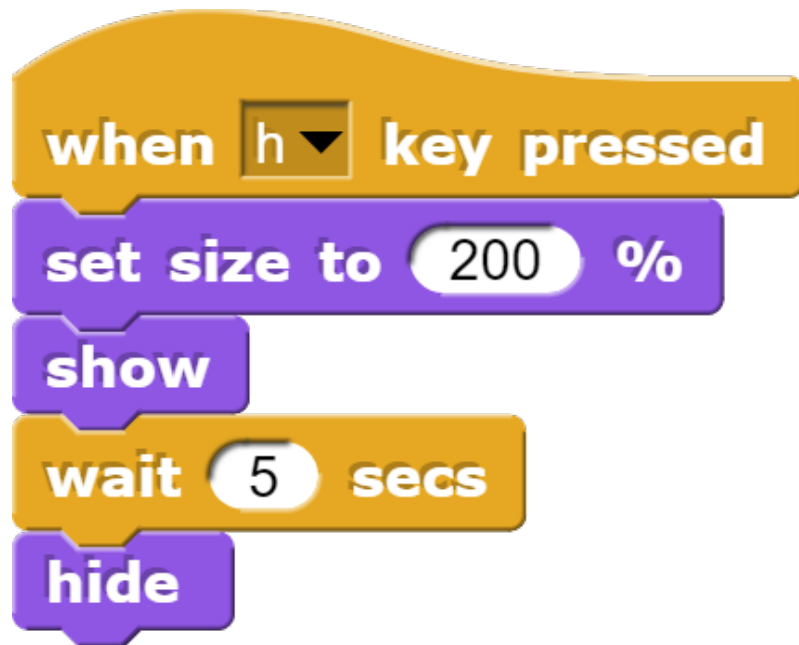 when h key pressed
set size to 200 %
show
wait 5 secs
hide